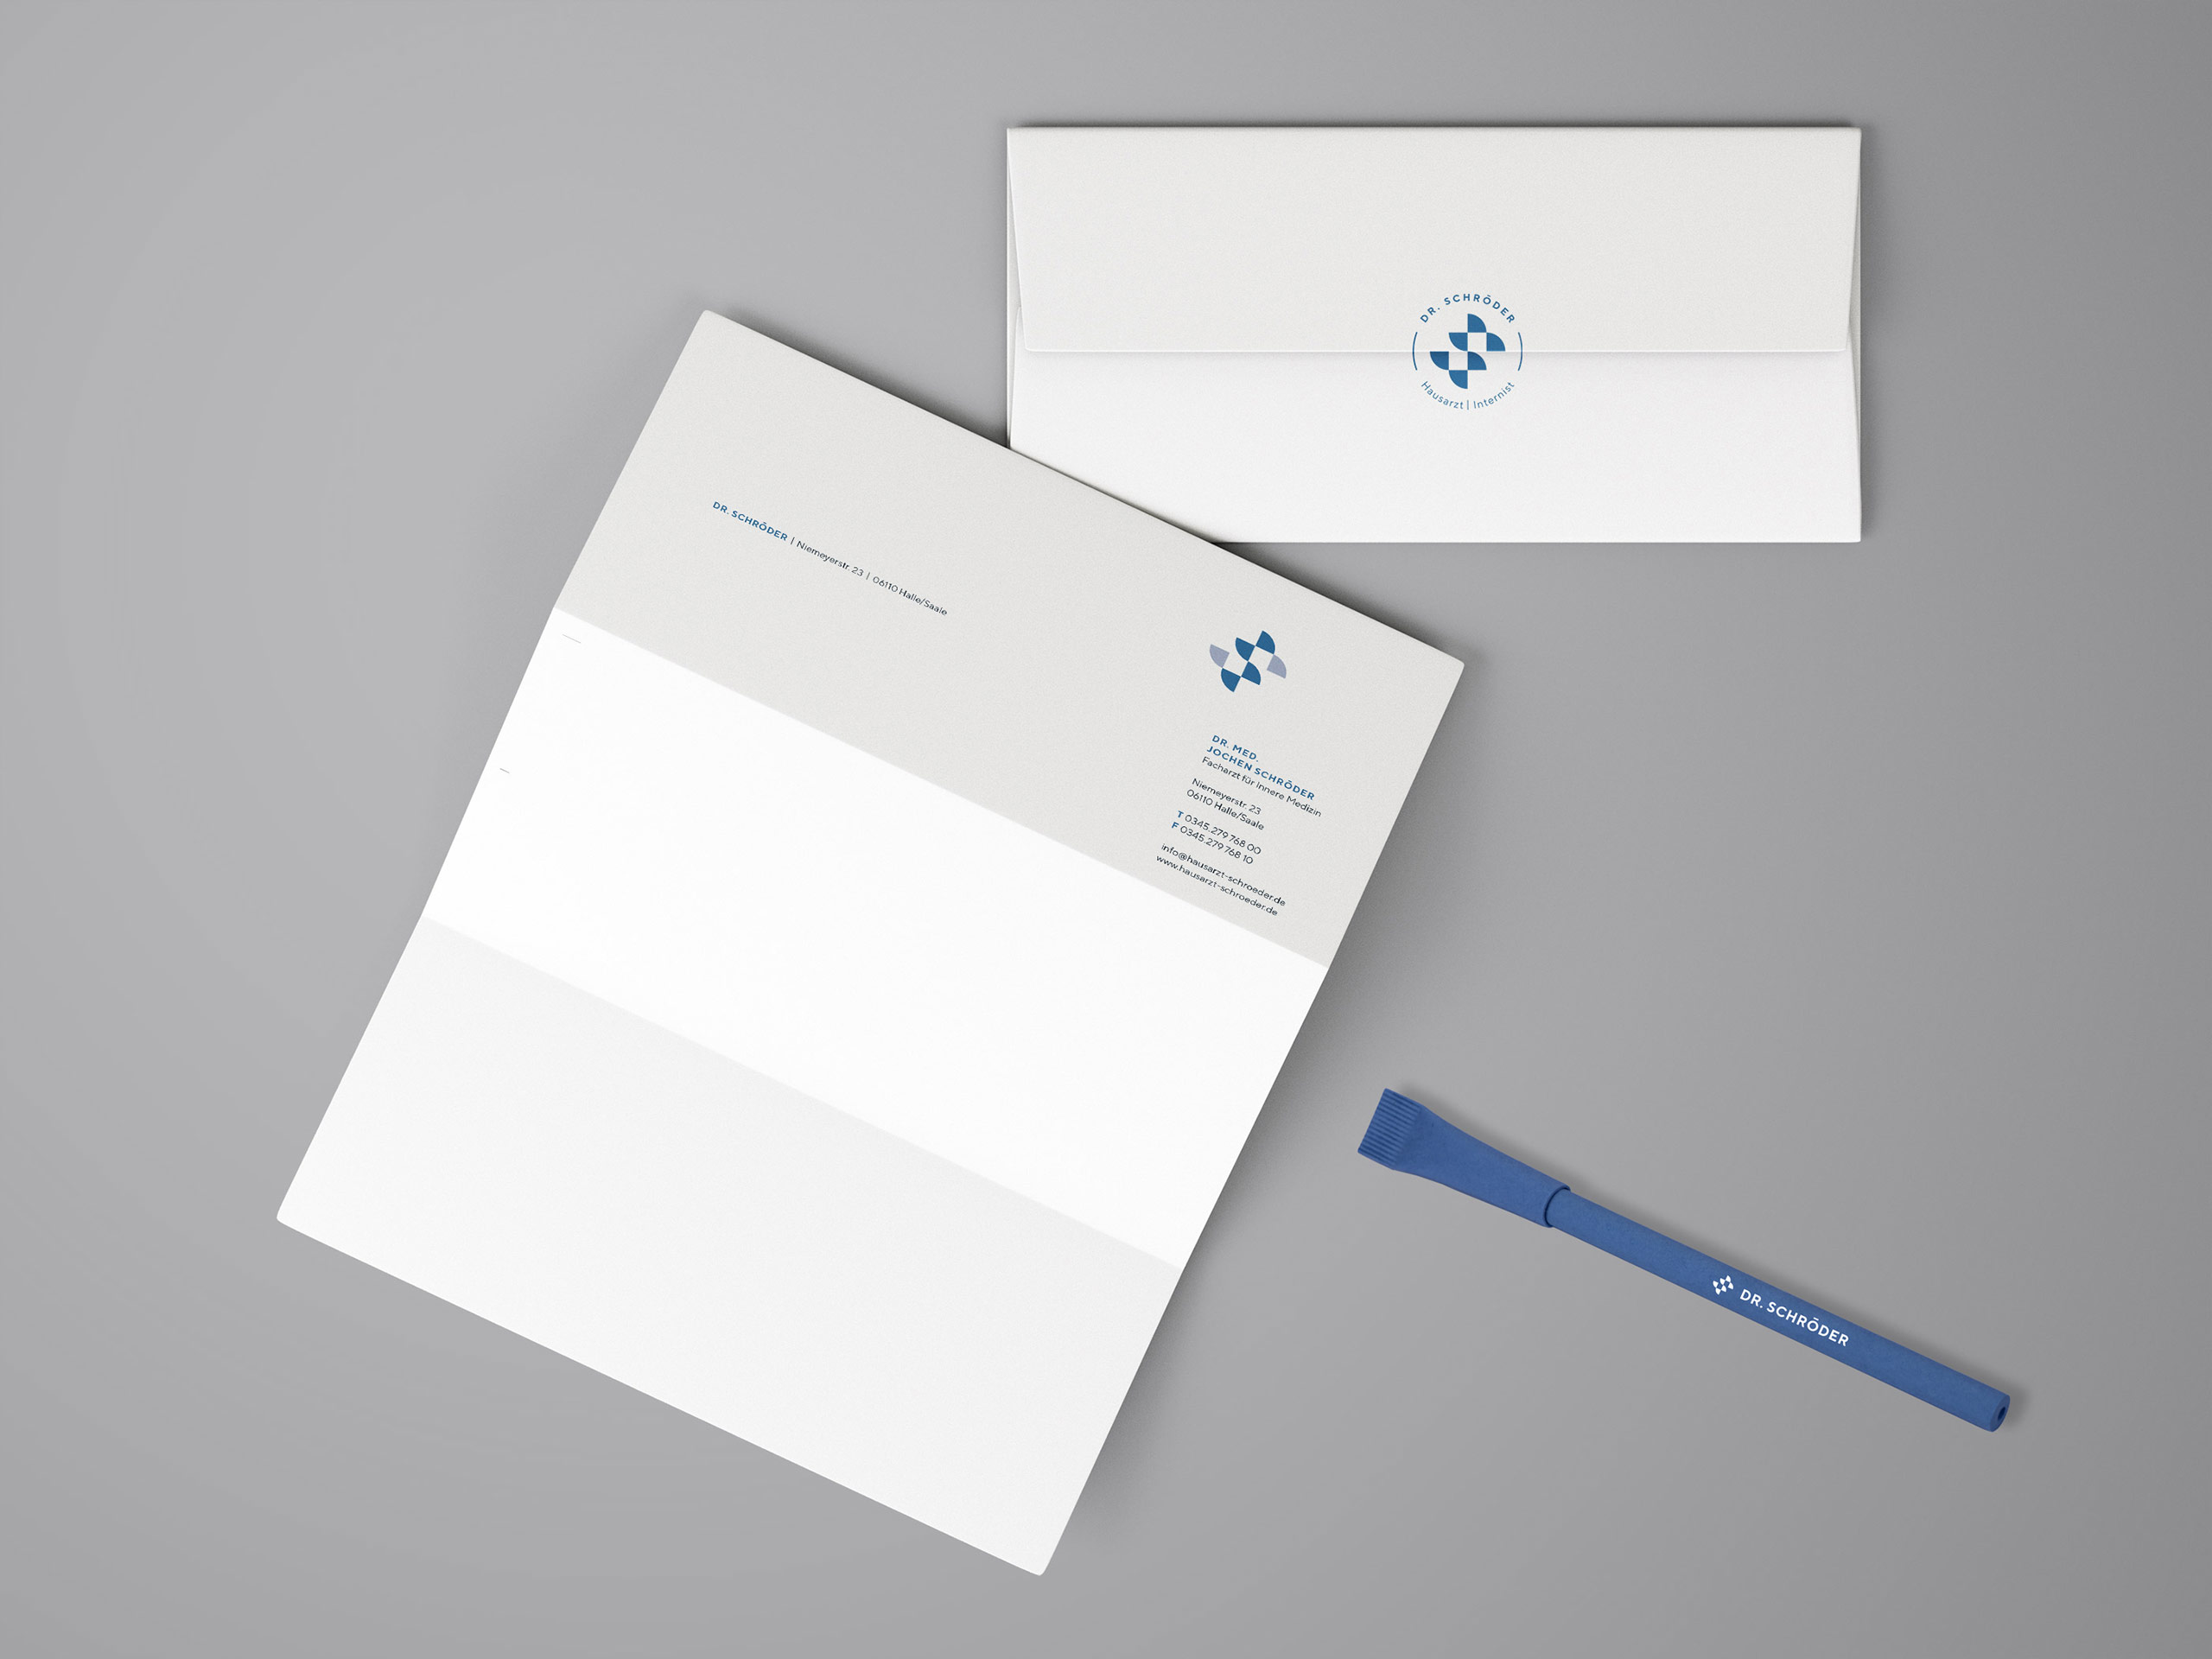 DR. SCHRÖDER
Hausarzt | Internist
DR. SCHRÖDER | Niemeyerstr. 23 | 06110 Halle/Saale
DR. MED.
JOCHEN SCHRÖDER
Facharzt für Innere Medizin
Niemeyerstr. 23
06110 Halle/Saale
T 0345.279 768 00
F 0345.279 768 10
info@hausarzt-schroeder.de
www.hausarzt-schroeder.de
DR. SCHRÖDER